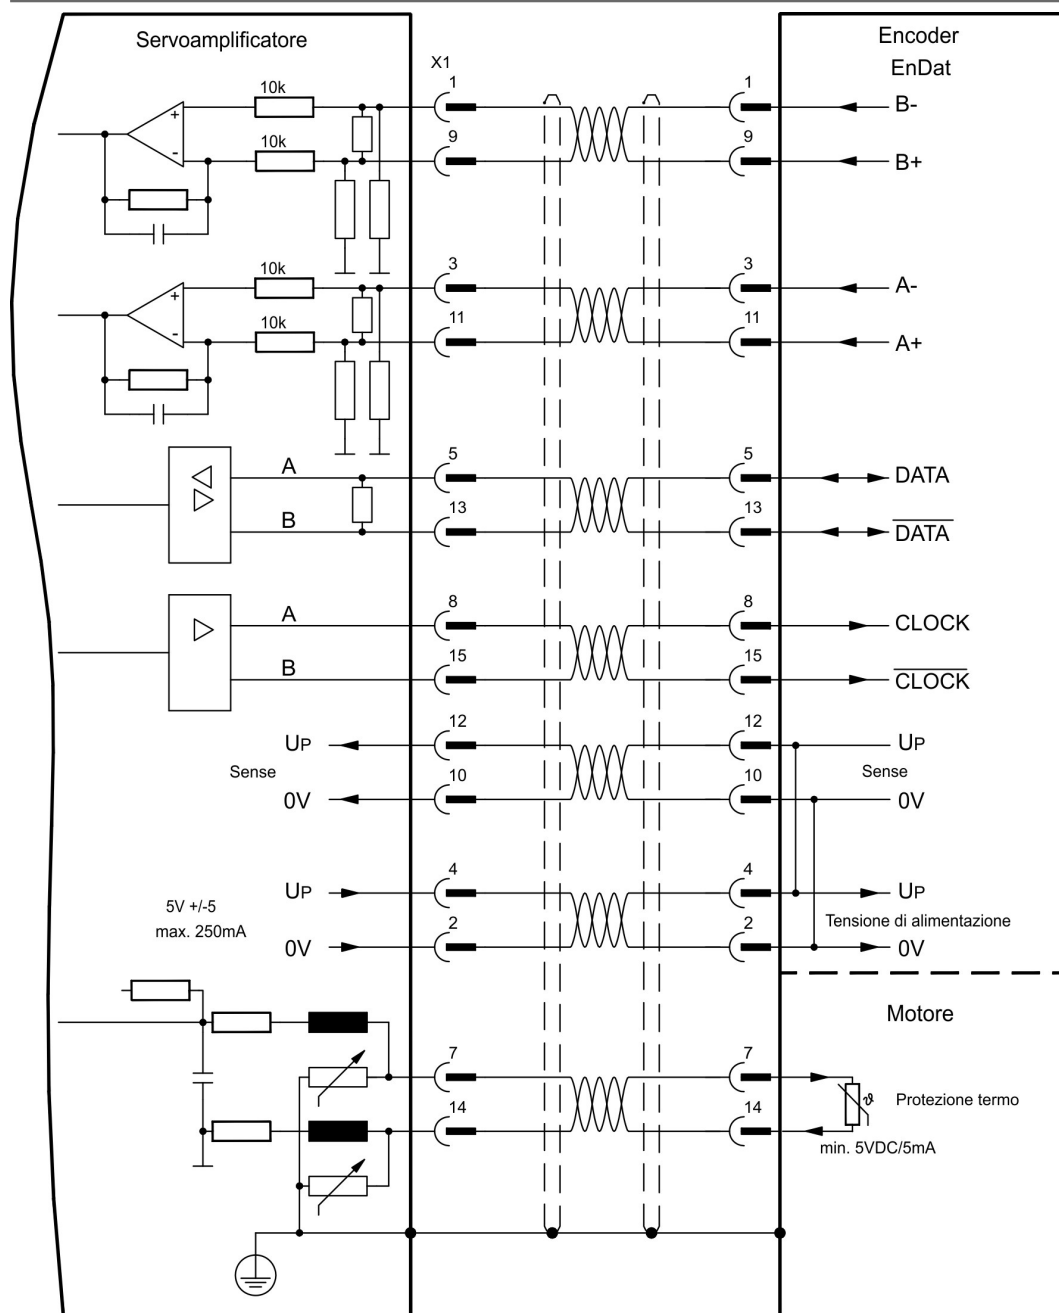 Servoamplificatore
Encoder
EnDat
X1
10k
1
1
B-
+
10k
9
9
B+
-
10k
3
3
A-
+
10k
11
11
A+
-
A
5
5
DATA
B
13
13
DATA
A
8
8
CLOCK
B
15
15
CLOCK
UP
12
12
UP
Sense
Sense
0V
10
10
0V
UP
4
4
UP
5V +/-5
max. 250mA
Tensione di alimentazione
0V
2
2
0V
Motore
7
7
ϑ
Protezione termo
14
14
min. 5VDC/5mA